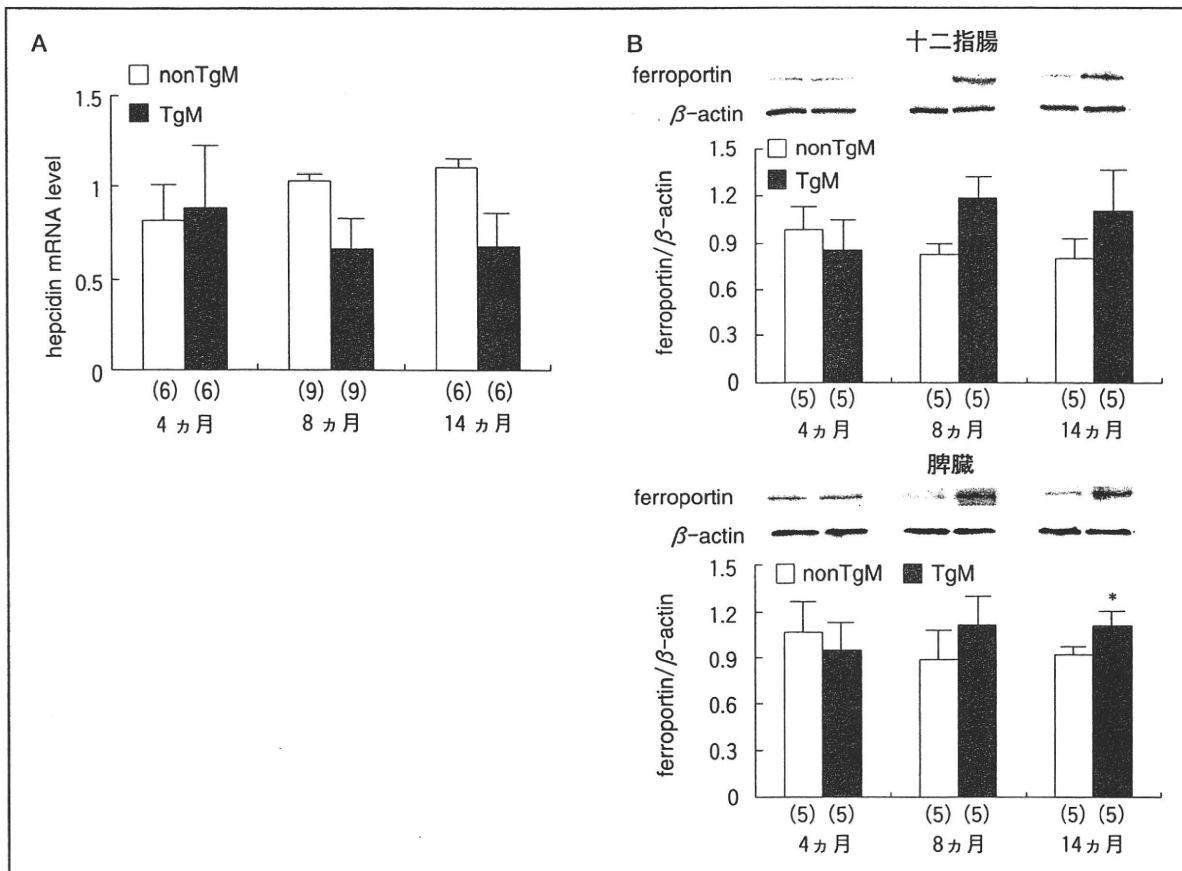 A
nonTgM
TgM
hepcidin mRNA level
1.5
1
0.5
0
(6) (6) (9) (9) (6) (6)
4 ヵ月 8 ヵ月 14 ヵ月
B
十二指腸
ferroportin
β-actin
nonTgM
TgM
ferroportin/β-actin
1.5
1.2
0.9
0.6
0.3
0
(5) (5) (5) (5) (5) (5)
4ヵ月 8ヵ月 14ヵ月
脾臓
ferroportin
β-actin
nonTgM TgM
ferroportin/β-actin
1.5
1.2
0.9
0.6
0.3
0
*
(5) (5) (5) (5) (5) (5)
4ヵ月 8ヵ月 14ヵ月